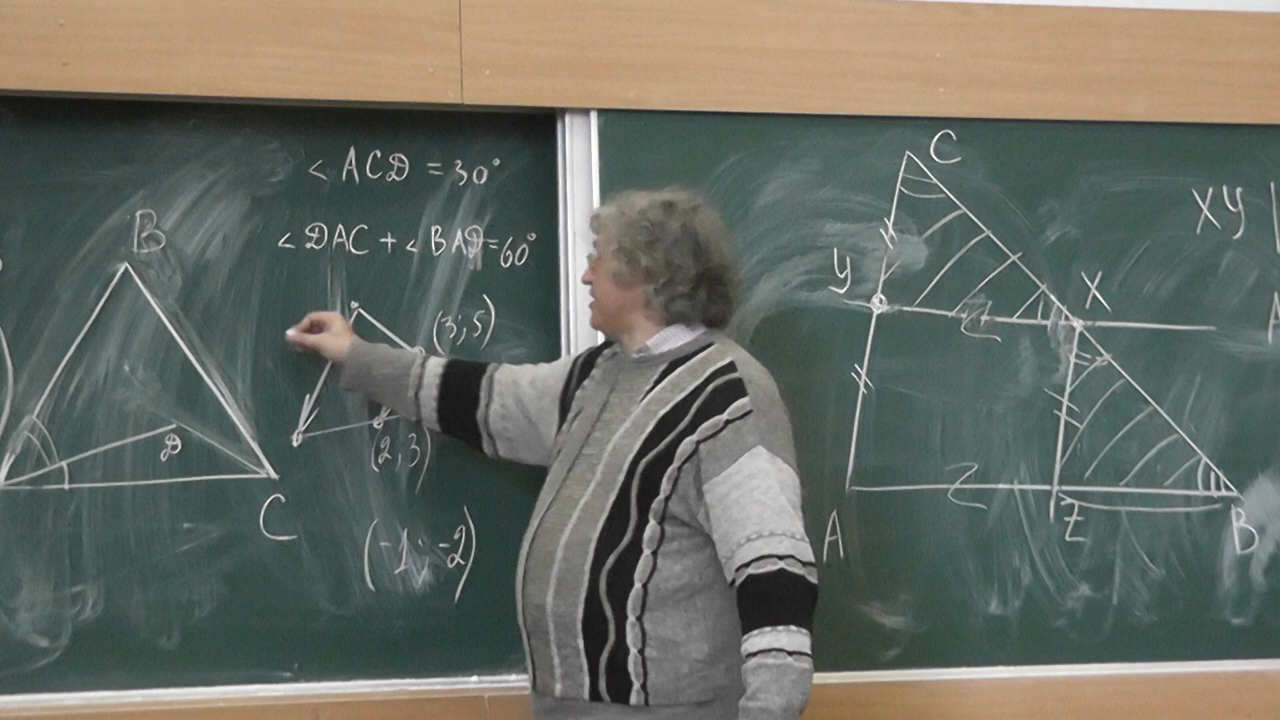 ∠ACD = 30°
∠DAC + ∠BAD = 60°
B
D
C
(3; 5)
(2; 3)
(-1; -2)
C
y
X
A
Z
B
XY